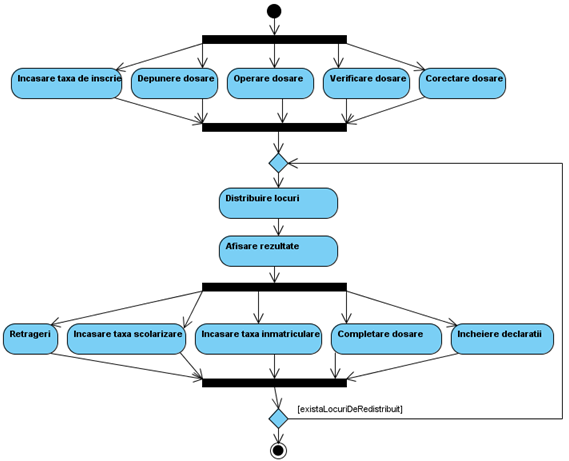 Incasare taxa de inscrie
Depunere dosare
Operare dosare
Verificare dosare
Corectare dosare
Distribuire locuri
Afisare rezultate
Retrageri
Incasare taxa scolarizare
Incasare taxa inmatriculare
Completare dosare
Incheiere declaratii
[existaLocuriDeRedistribuit]